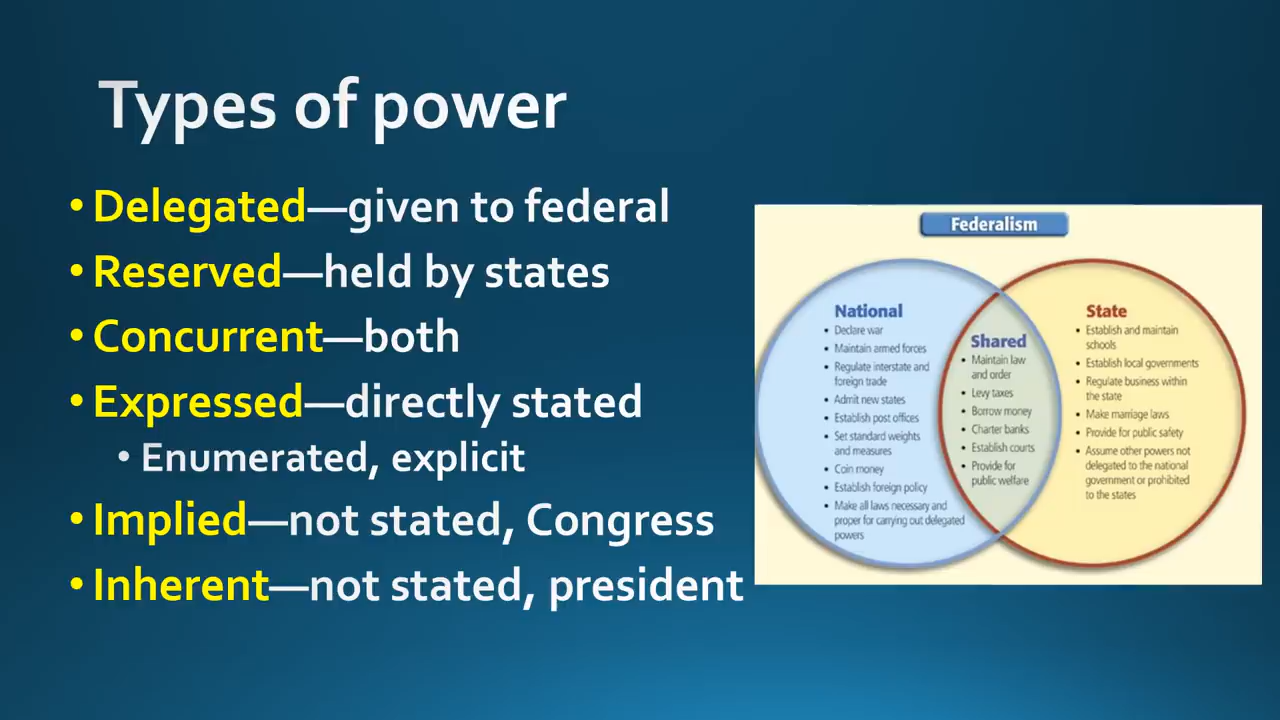 Types of power
• Delegated—given to federal
• Reserved—held by states
• Concurrent—both
• Expressed—directly stated
• Enumerated, explicit
• Implied—not stated, Congress
• Inherent—not stated, president
Federalism
National
• Declare war
• Maintain armed forces
• Regulate interstate and
foreign trade
• Admit new states
• Establish post offices
• Set standard weights
and measures
• Coin money
• Establish foreign policy
• Make all laws necessary and
proper for carrying out delegated
powers
Shared
• Maintain law
and order
• Levy taxes
• Borrow money
• Charter banks
• Establish courts
• Provide for
public welfare
State
• Establish and maintain
schools
• Establish local governments
• Regulate business within
the state
• Make marriage laws
• Provide for public safety
• Assume other powers not
delegated to the national
government or prohibited
to the states